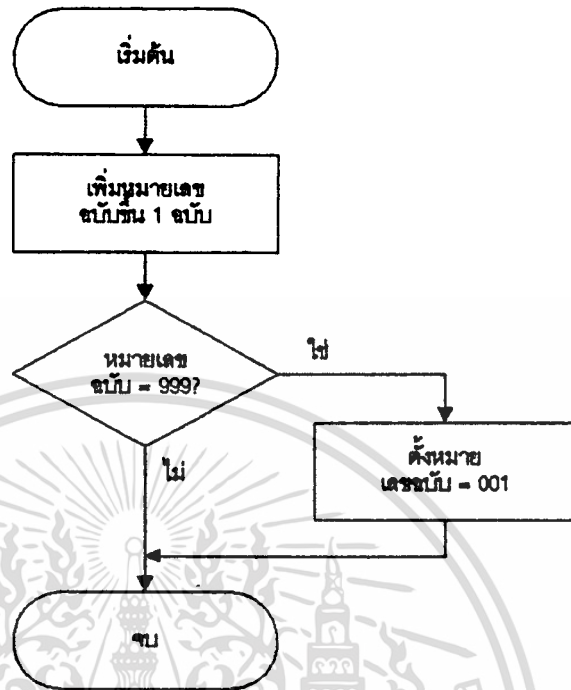 เริ่มต้น
เพิ่มหมายเลข
ฉบับขึ้น 1 ฉบับ
หมายเลข
ฉบับ = 999?
ใช่
ไม่
ตั้งหมาย
เลขฉบับ = 001
จบ